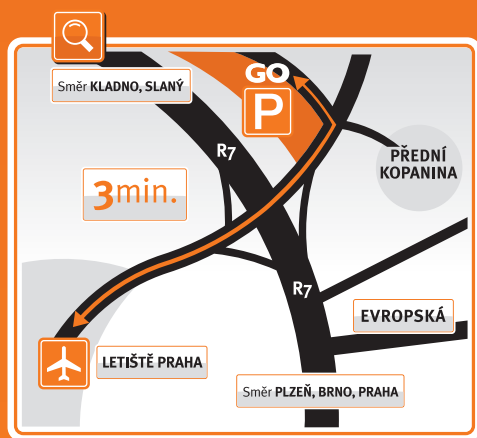 Směr KLADNO, SLANÝ
GO
P
R7
PŘEDNÍ
KOPANINA
3min.
R7
EVROPSKÁ
LETIŠTĚ PRAHA
Směr PLZEŇ, BRNO, PRAHA